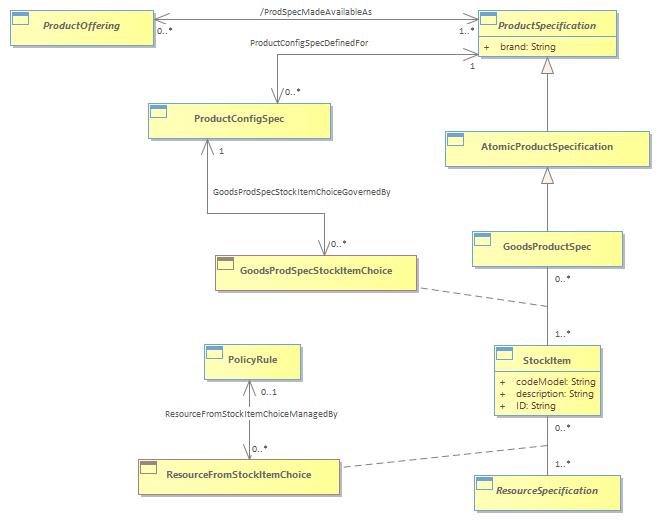 /ProdSpecMadeAvailableAs
ProductOffering
0..*
1..*
ProductSpecification
+ brand: String
ProductConfigSpecDefinedFor
1
0..*
ProductConfigSpec
AtomicProductSpecification
1
GoodsProdSpecStockItemChoiceGovernedBy
0..*
GoodsProductSpec
GoodsProdSpecStockItemChoice
0..*
1..*
PolicyRule
StockItem
+ codeModel: String
+ description: String
+ ID: String
0..1
ResourceFromStockItemChoiceManagedBy
0..*
0..*
1..*
ResourceFromStockItemChoice
ResourceSpecification